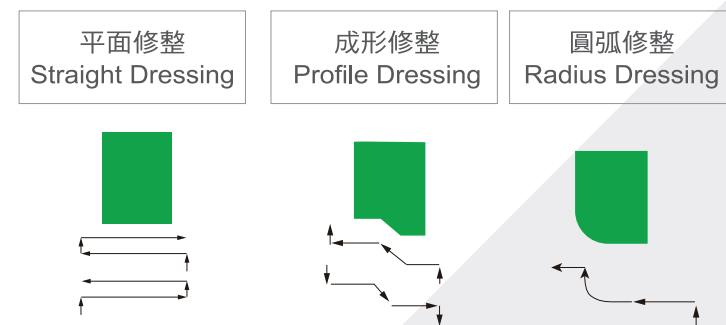 平面修整
Straight Dressing
成形修整
Profile Dressing
圓弧修整
Radius Dressing